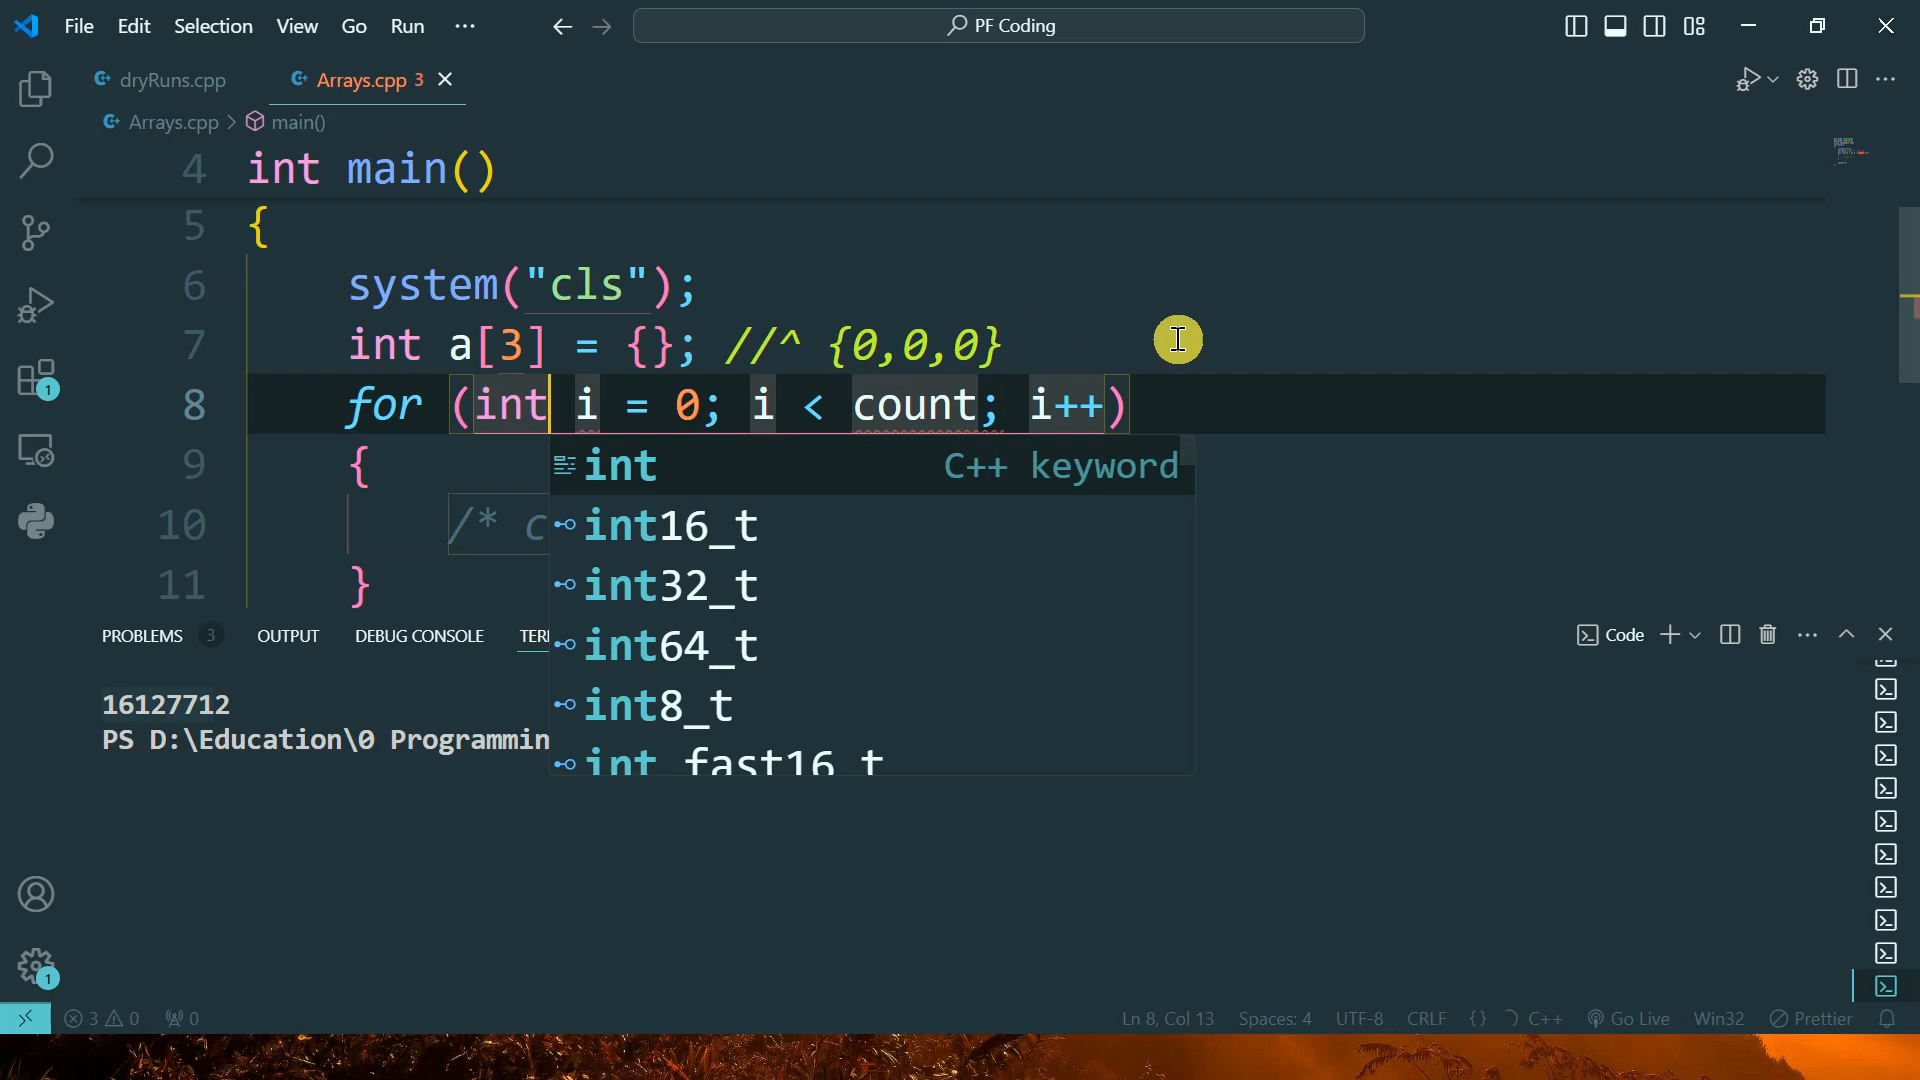 File Edit Selection View Go Run ··· PF Coding
dryRuns.cpp Arrays.cpp 3
Arrays.cpp > main()
4 int main()
5 {
6 system("cls");
7 int a[3] = {}; //^ {0,0,0}
8 for (int i = 0; i < count; i++)
9 {
int C++ keyword
10 /* c
int16_t
11 }
int32_t
PROBLEMS 3 OUTPUT DEBUG CONSOLE TER
Code
int64_t
16127712
int8_t
PS D:\Education\0 Programmin
int_fast16_t
1
1
3 0 0 Ln 8, Col 13 Spaces: 4 UTF-8 CRLF {} C++ Go Live Win32 Prettier